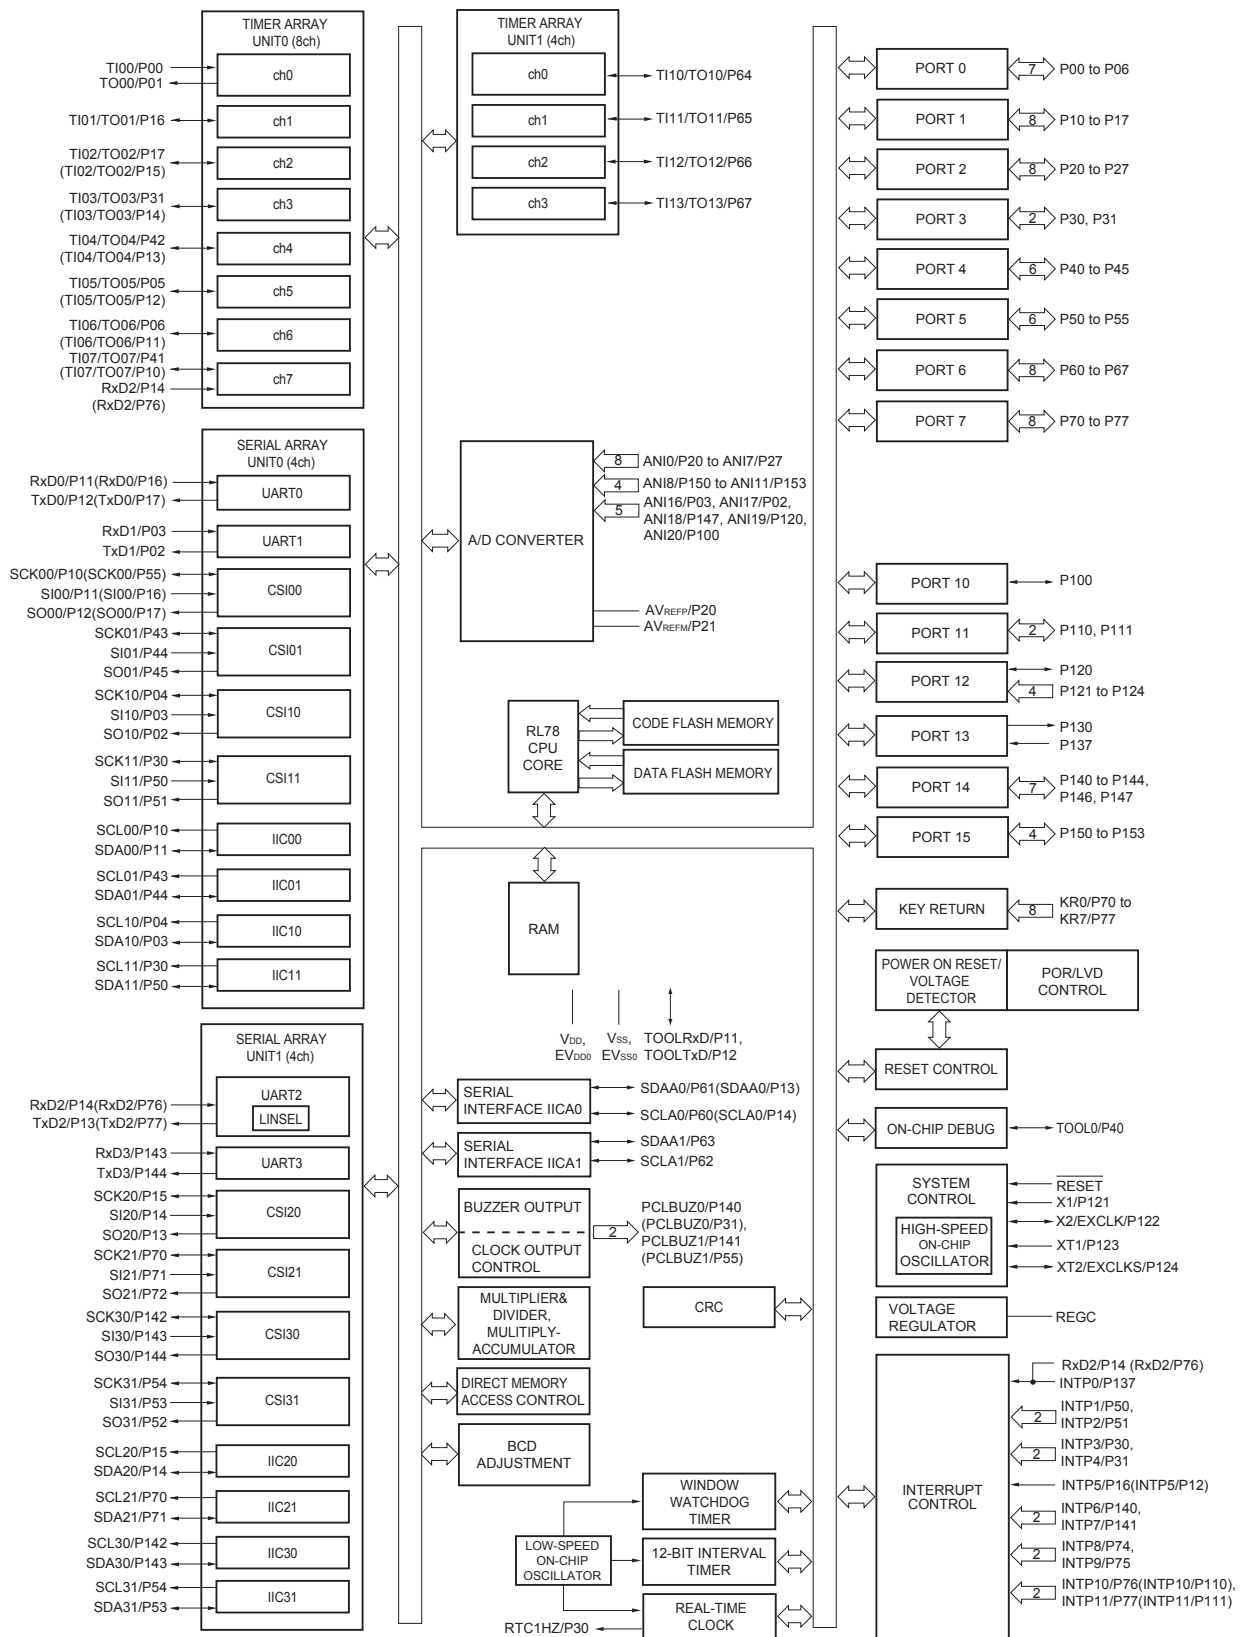 TIMER ARRAY
UNIT0 (8ch)
TI00/P00
TO00/P01
ch0
TI01/TO01/P16
ch1
TI02/TO02/P17
(TI02/TO02/P15)
ch2
TI03/TO03/P31
(TI03/TO03/P14)
ch3
TI04/TO04/P42
(TI04/TO04/P13)
ch4
TI05/TO05/P05
(TI05/TO05/P12)
ch5
TI06/TO06/P06
(TI06/TO06/P11)
ch6
TI07/TO07/P41
(TI07/TO07/P10)
RxD2/P14
(RxD2/P76)
ch7
SERIAL ARRAY
UNIT0 (4ch)
RxD0/P11(RxD0/P16)
TxD0/P12(TxD0/P17)
UART0
RxD1/P03
TxD1/P02
UART1
SCK00/P10(SCK00/P55)
SI00/P11(SI00/P16)
SO00/P12(SO00/P17)
CSI00
SCK01/P43
SI01/P44
SO01/P45
CSI01
SCK10/P04
SI10/P03
SO10/P02
CSI10
SCK11/P30
SI11/P50
SO11/P51
CSI11
SCL00/P10
SDA00/P11
IIC00
SCL01/P43
SDA01/P44
IIC01
SCL10/P04
SDA10/P03
IIC10
SCL11/P30
SDA11/P50
IIC11
SERIAL ARRAY
UNIT1 (4ch)
UART2
LINSEL
RxD2/P14(RxD2/P76)
TxD2/P13(TxD2/P77)
RxD3/P143
TxD3/P144
UART3
SCK20/P15
SI20/P14
SO20/P13
CSI20
SCK21/P70
SI21/P71
SO21/P72
CSI21
SCK30/P142
SI30/P143
SO30/P144
CSI30
SCK31/P54
SI31/P53
SO31/P52
CSI31
SCL20/P15
SDA20/P14
IIC20
SCL21/P70
SDA21/P71
IIC21
SCL30/P142
SDA30/P143
IIC30
SCL31/P54
SDA31/P53
IIC31
TIMER ARRAY
UNIT1 (4ch)
ch0
TI10/TO10/P64
ch1
TI11/TO11/P65
ch2
TI12/TO12/P66
ch3
TI13/TO13/P67
A/D CONVERTER
8
ANI0/P20 to ANI7/P27
4
ANI8/P150 to ANI11/P153
5
ANI16/P03, ANI17/P02,
ANI18/P147, ANI19/P120,
ANI20/P100
AVREFP/P20
AVREFM/P21
RL78
CPU
CORE
CODE FLASH MEMORY
DATA FLASH MEMORY
RAM
VDD,
EVDD0
VSS,
EVSS0
TOOLRxD/P11,
TOOLTxD/P12
SERIAL
INTERFACE IICA0
SDAA0/P61(SDAA0/P13)
SCLA0/P60(SCLA0/P14)
SERIAL
INTERFACE IICA1
SDAA1/P63
SCLA1/P62
BUZZER OUTPUT
CLOCK OUTPUT
CONTROL
2
PCLBUZ0/P140
(PCLBUZ0/P31),
PCLBUZ1/P141
(PCLBUZ1/P55)
MULTIPLIER&
DIVIDER,
MULITIPLY-
ACCUMULATOR
CRC
DIRECT MEMORY
ACCESS CONTROL
BCD
ADJUSTMENT
WINDOW
WATCHDOG
TIMER
LOW-SPEED
ON-CHIP
OSCILLATOR
12-BIT INTERVAL
TIMER
RTC1HZ/P30
REAL-TIME
CLOCK
PORT 0
7
P00 to P06
PORT 1
8
P10 to P17
PORT 2
8
P20 to P27
PORT 3
2
P30, P31
PORT 4
6
P40 to P45
PORT 5
6
P50 to P55
PORT 6
8
P60 to P67
PORT 7
8
P70 to P77
PORT 10
P100
PORT 11
2
P110, P111
PORT 12
P120
4
P121 to P124
PORT 13
P130
P137
PORT 14
7
P140 to P144,
P146, P147
PORT 15
4
P150 to P153
KEY RETURN
8
KR0/P70 to
KR7/P77
POWER ON RESET/
VOLTAGE
DETECTOR
POR/LVD
CONTROL
RESET CONTROL
ON-CHIP DEBUG
TOOL0/P40
SYSTEM
CONTROL
HIGH-SPEED
ON-CHIP
OSCILLATOR
RESET
X1/P121
X2/EXCLK/P122
XT1/P123
XT2/EXCLKS/P124
VOLTAGE
REGULATOR
REGC
INTERRUPT
CONTROL
RxD2/P14 (RxD2/P76)
INTP0/P137
2
INTP1/P50,
INTP2/P51
2
INTP3/P30,
INTP4/P31
INTP5/P16(INTP5/P12)
2
INTP6/P140,
INTP7/P141
2
INTP8/P74,
INTP9/P75
2
INTP10/P76(INTP10/P110),
INTP11/P77(INTP11/P111)